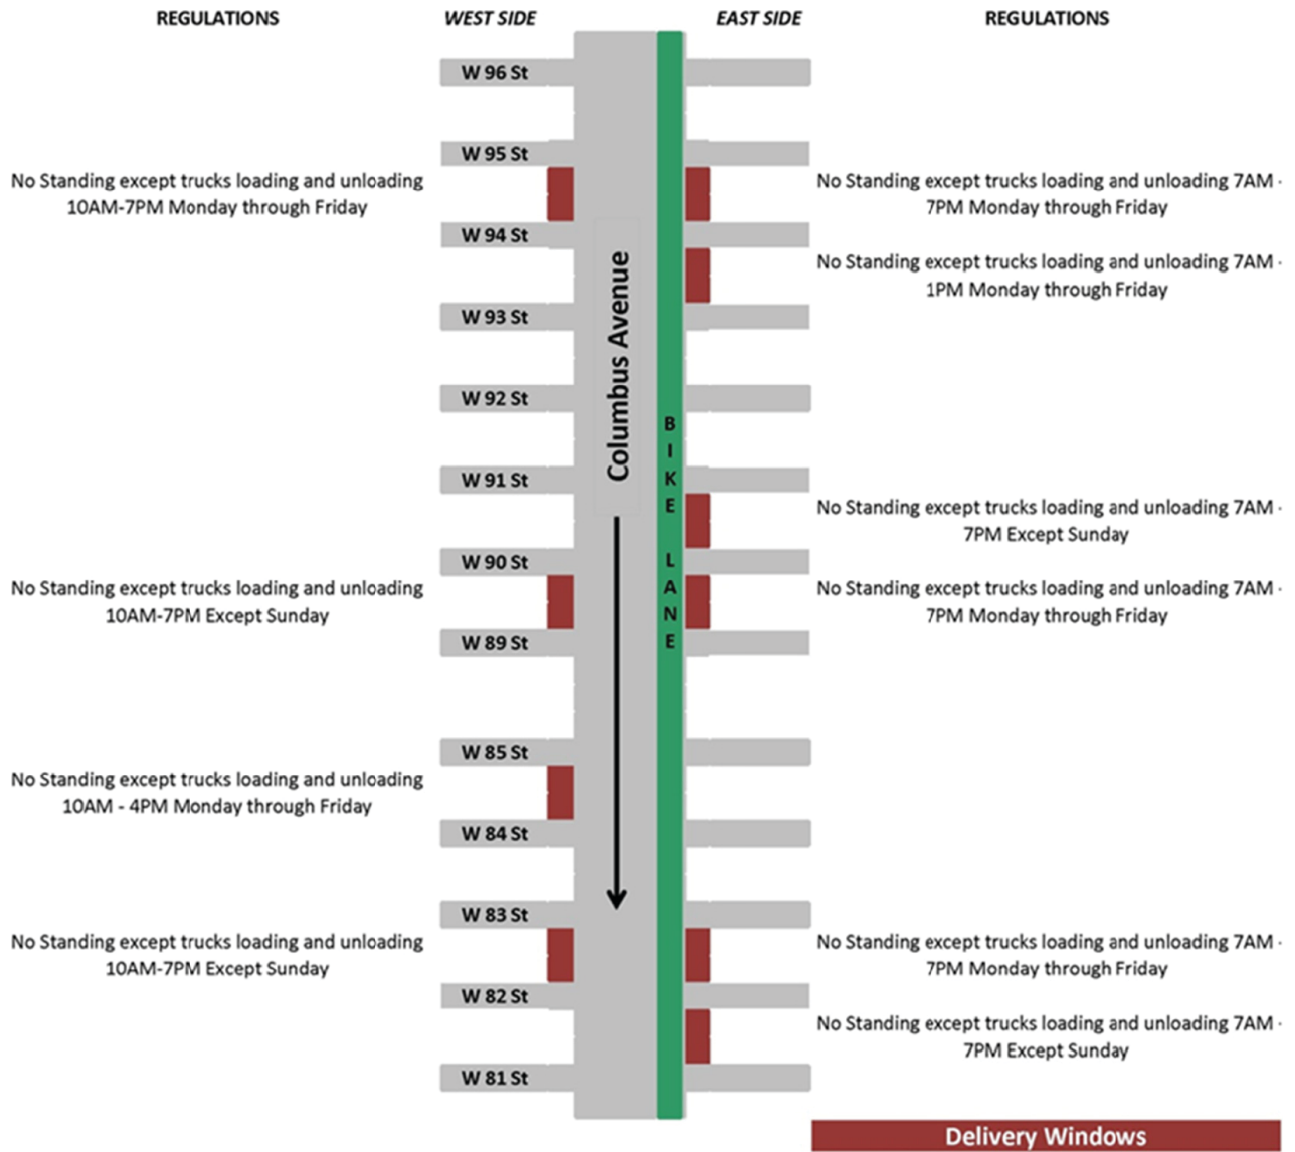 REGULATIONS
WEST SIDE
EAST SIDE
REGULATIONS
W 96 St
W 95 St
No Standing except trucks loading and unloading
10AM-7PM Monday through Friday
No Standing except trucks loading and unloading 7AM -
7PM Monday through Friday
W 94 St
No Standing except trucks loading and unloading 7AM -
1PM Monday through Friday
Columbus Avenue
W 93 St
W 92 St
BIKE LANE
W 91 St
No Standing except trucks loading and unloading 7AM -
7PM Except Sunday
W 90 St
No Standing except trucks loading and unloading
10AM-7PM Except Sunday
No Standing except trucks loading and unloading 7AM -
7PM Monday through Friday
W 89 St
W 85 St
No Standing except trucks loading and unloading
10AM - 4PM Monday through Friday
W 84 St
W 83 St
No Standing except trucks loading and unloading
10AM-7PM Except Sunday
No Standing except trucks loading and unloading 7AM -
7PM Monday through Friday
W 82 St
No Standing except trucks loading and unloading 7AM -
7PM Except Sunday
W 81 St
Delivery Windows